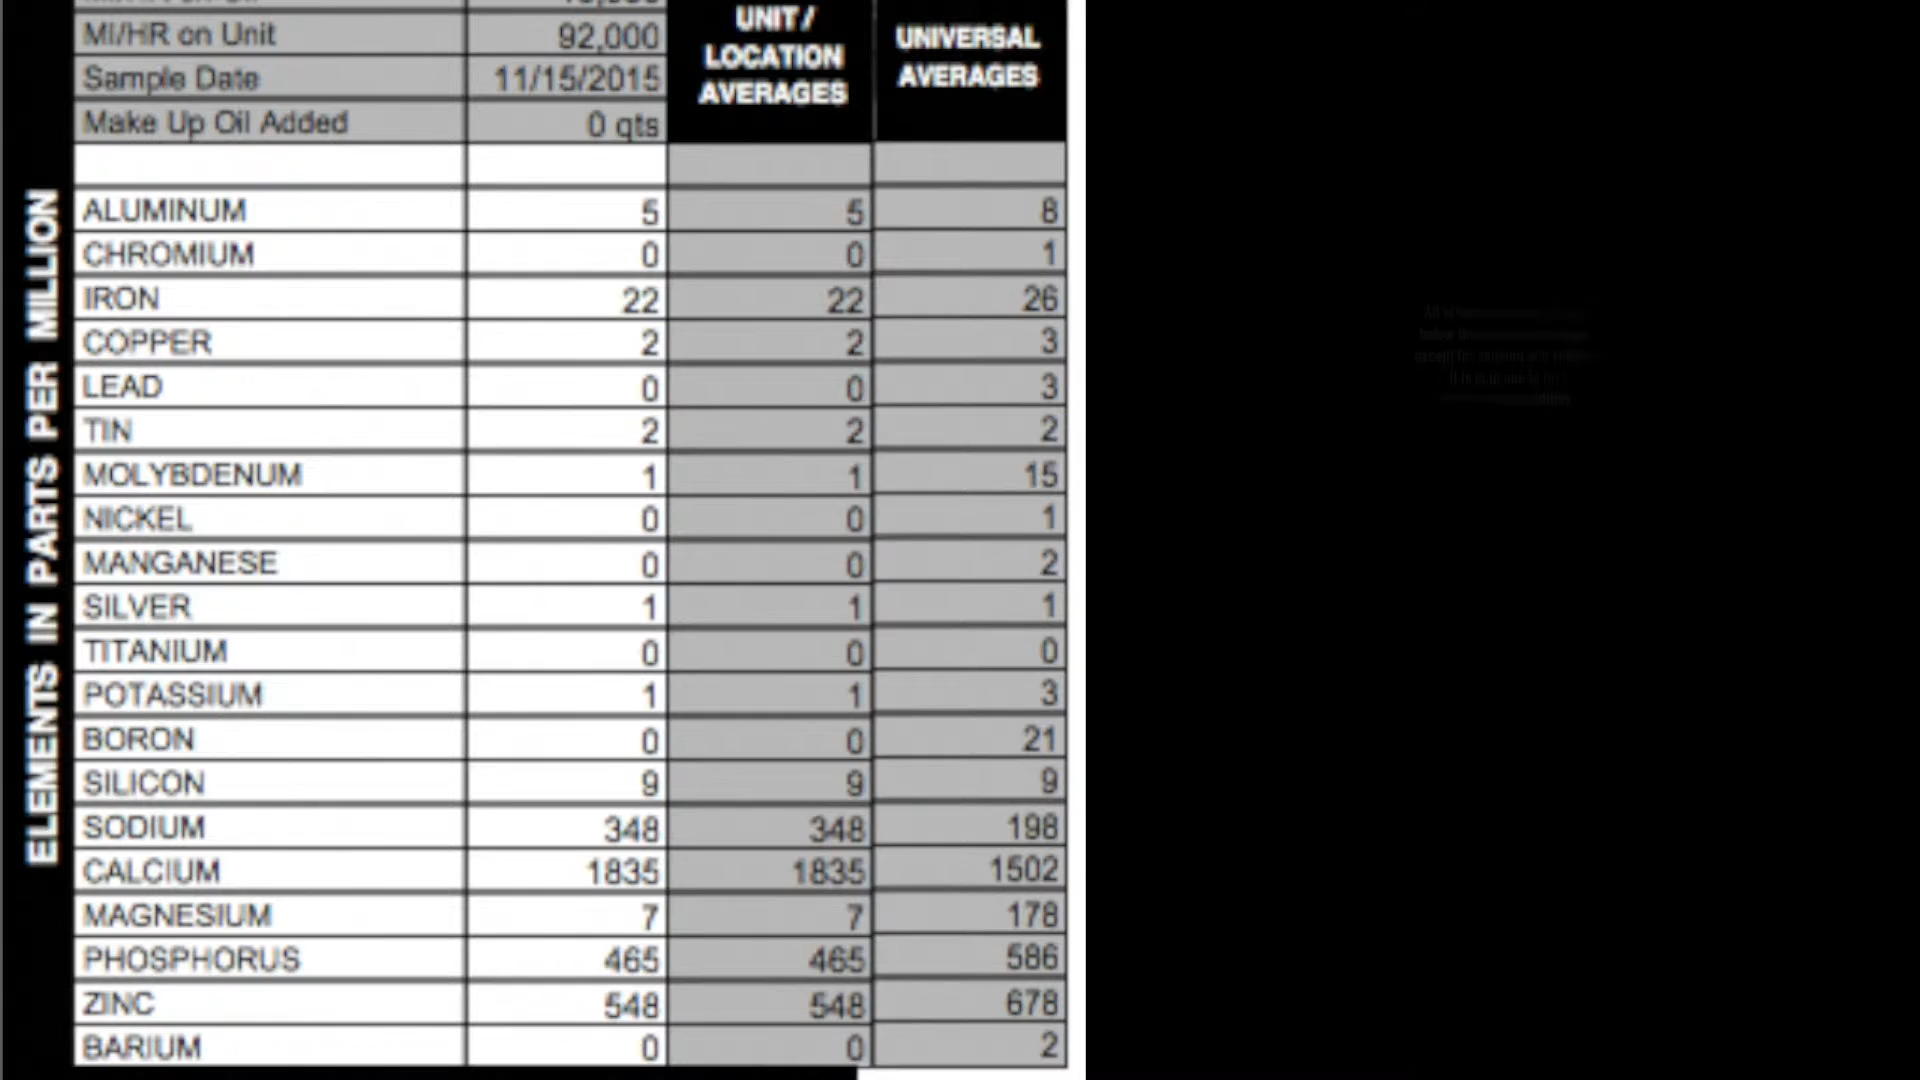 MI/HR on Unit 92,000
Sample Date 11/15/2015
Make Up Oil Added 0 qts
UNIT /
LOCATION
AVERAGES
UNIVERSAL
AVERAGES
ELEMENTS IN PARTS PER MILLION
ALUMINUM 5 5 8
CHROMIUM 0 0 1
IRON 22 22 26
COPPER 2 2 3
LEAD 0 0 3
TIN 2 2 2
MOLYBDENUM 1 1 15
NICKEL 0 0 1
MANGANESE 0 0 2
SILVER 1 1 1
TITANIUM 0 0 0
POTASSIUM 1 1 3
BORON 0 0 21
SILICON 9 9 9
SODIUM 348 348 198
CALCIUM 1835 1835 1502
MAGNESIUM 7 7 178
PHOSPHORUS 465 465 586
ZINC 548 548 678
BARIUM 0 0 2